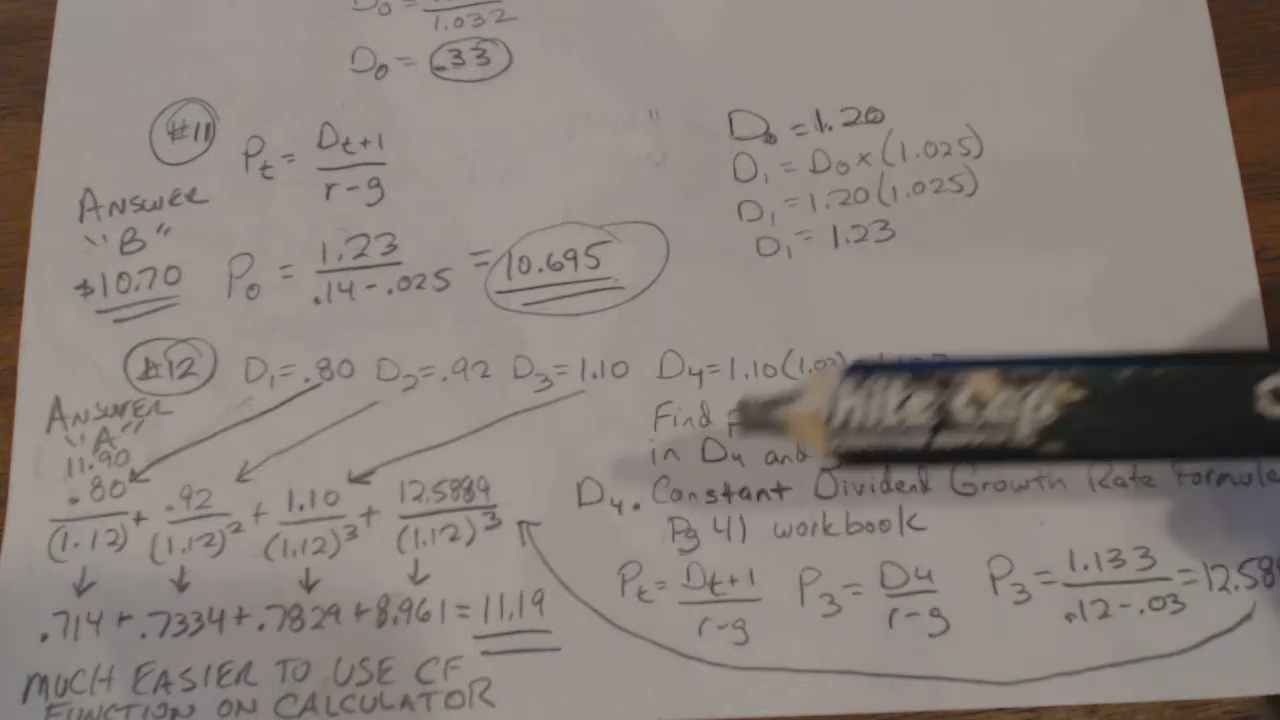 1.032
D0 = .33
#11
Pt = Dt+1 / r-g
ANSWER
"B"
$10.70
P0 = 1.23 / .14-.025 = 10.695
D0 = 1.20
D1 = D0 x (1.025)
D1 = 1.20(1.025)
D1 = 1.23
#12 D1=.80 D2=.92 D3=1.10 D4=1.10(1.03)
ANSWER
"A"
11.90
Find
in D4 and
D4. Constant Dividend Growth Rate Formula
Pg 41 workbook
.80/(1.12) + .92/(1.12)² + 1.10/(1.12)³ + 12.5889/(1.12)³
Pt = Dt+1 / r-g P3 = D4 / r-g P3 = 1.133 / .12-.03 = 12.58
.714 + .7334 + .7829 + 8.961 = 11.19
MUCH EASIER TO USE CF
FUNCTION ON CALCULATOR
White Cap